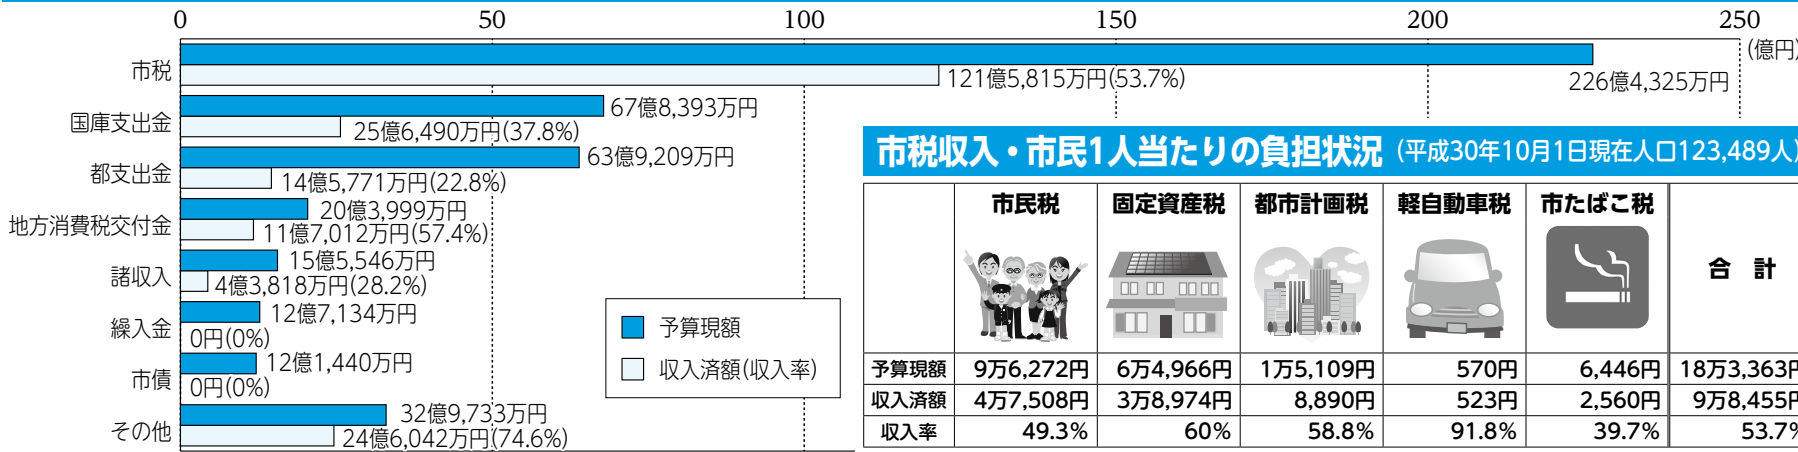 0 50 100 150 200 250
(億円)
市税
121億5,815万円(53.7%)
226億4,325万円
国庫支出金
67億8,393万円
25億6,490万円(37.8%)
都支出金
63億9,209万円
14億5,771万円(22.8%)
地方消費税交付金
20億3,999万円
11億7,012万円(57.4%)
諸収入
15億5,546万円
4億3,818万円(28.2%)
繰入金
12億7,134万円
0円(0%)
市債
12億1,440万円
0円(0%)
その他
32億9,733万円
24億6,042万円(74.6%)
予算現額
収入済額(収入率)
市税収入・市民1人当たりの負担状況 (平成30年10月1日現在人口123,489人)
市民税 固定資産税 都市計画税 軽自動車税 市たばこ税 合計
予算現額 9万6,272円 6万4,966円 1万5,109円 570円 6,446円 18万3,363円
収入済額 4万7,508円 3万8,974円 8,890円 523円 2,560円 9万8,455円
収入率 49.3% 60% 58.8% 91.8% 39.7% 53.7%